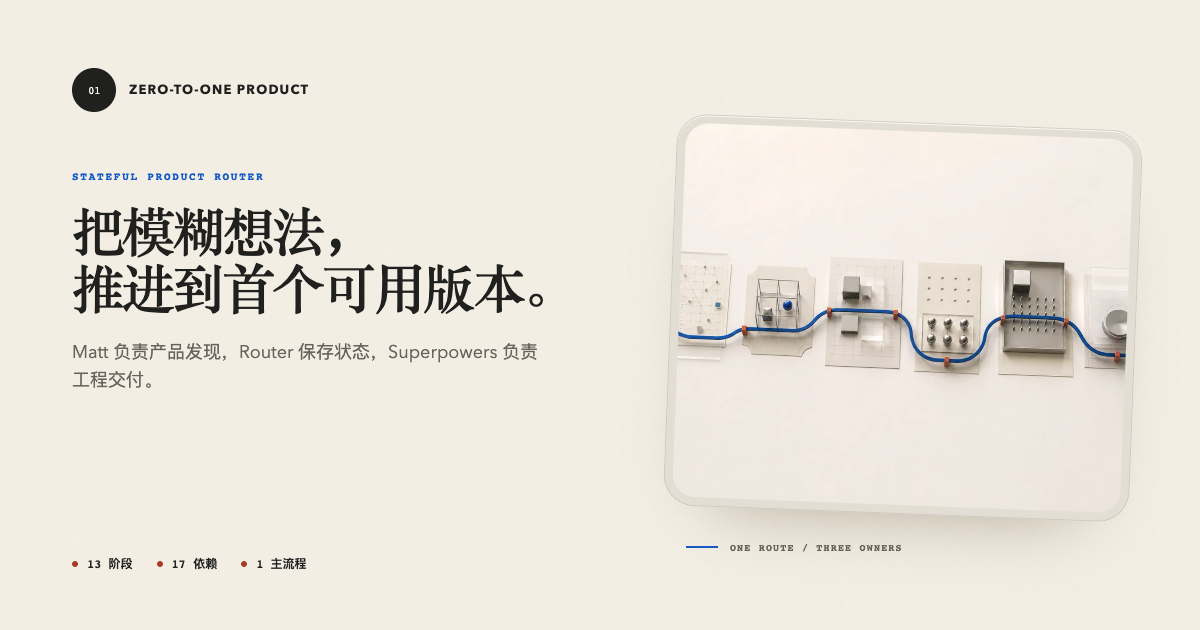 01
ZERO-TO-ONE PRODUCT
STATEFUL PRODUCT ROUTER
把模糊想法，
推进到首个可用版本。
Matt 负责产品发现，Router 保存状态，Superpowers 负责
工程交付。
13 阶段
17 依赖
1 主流程
ONE ROUTE / THREE OWNERS